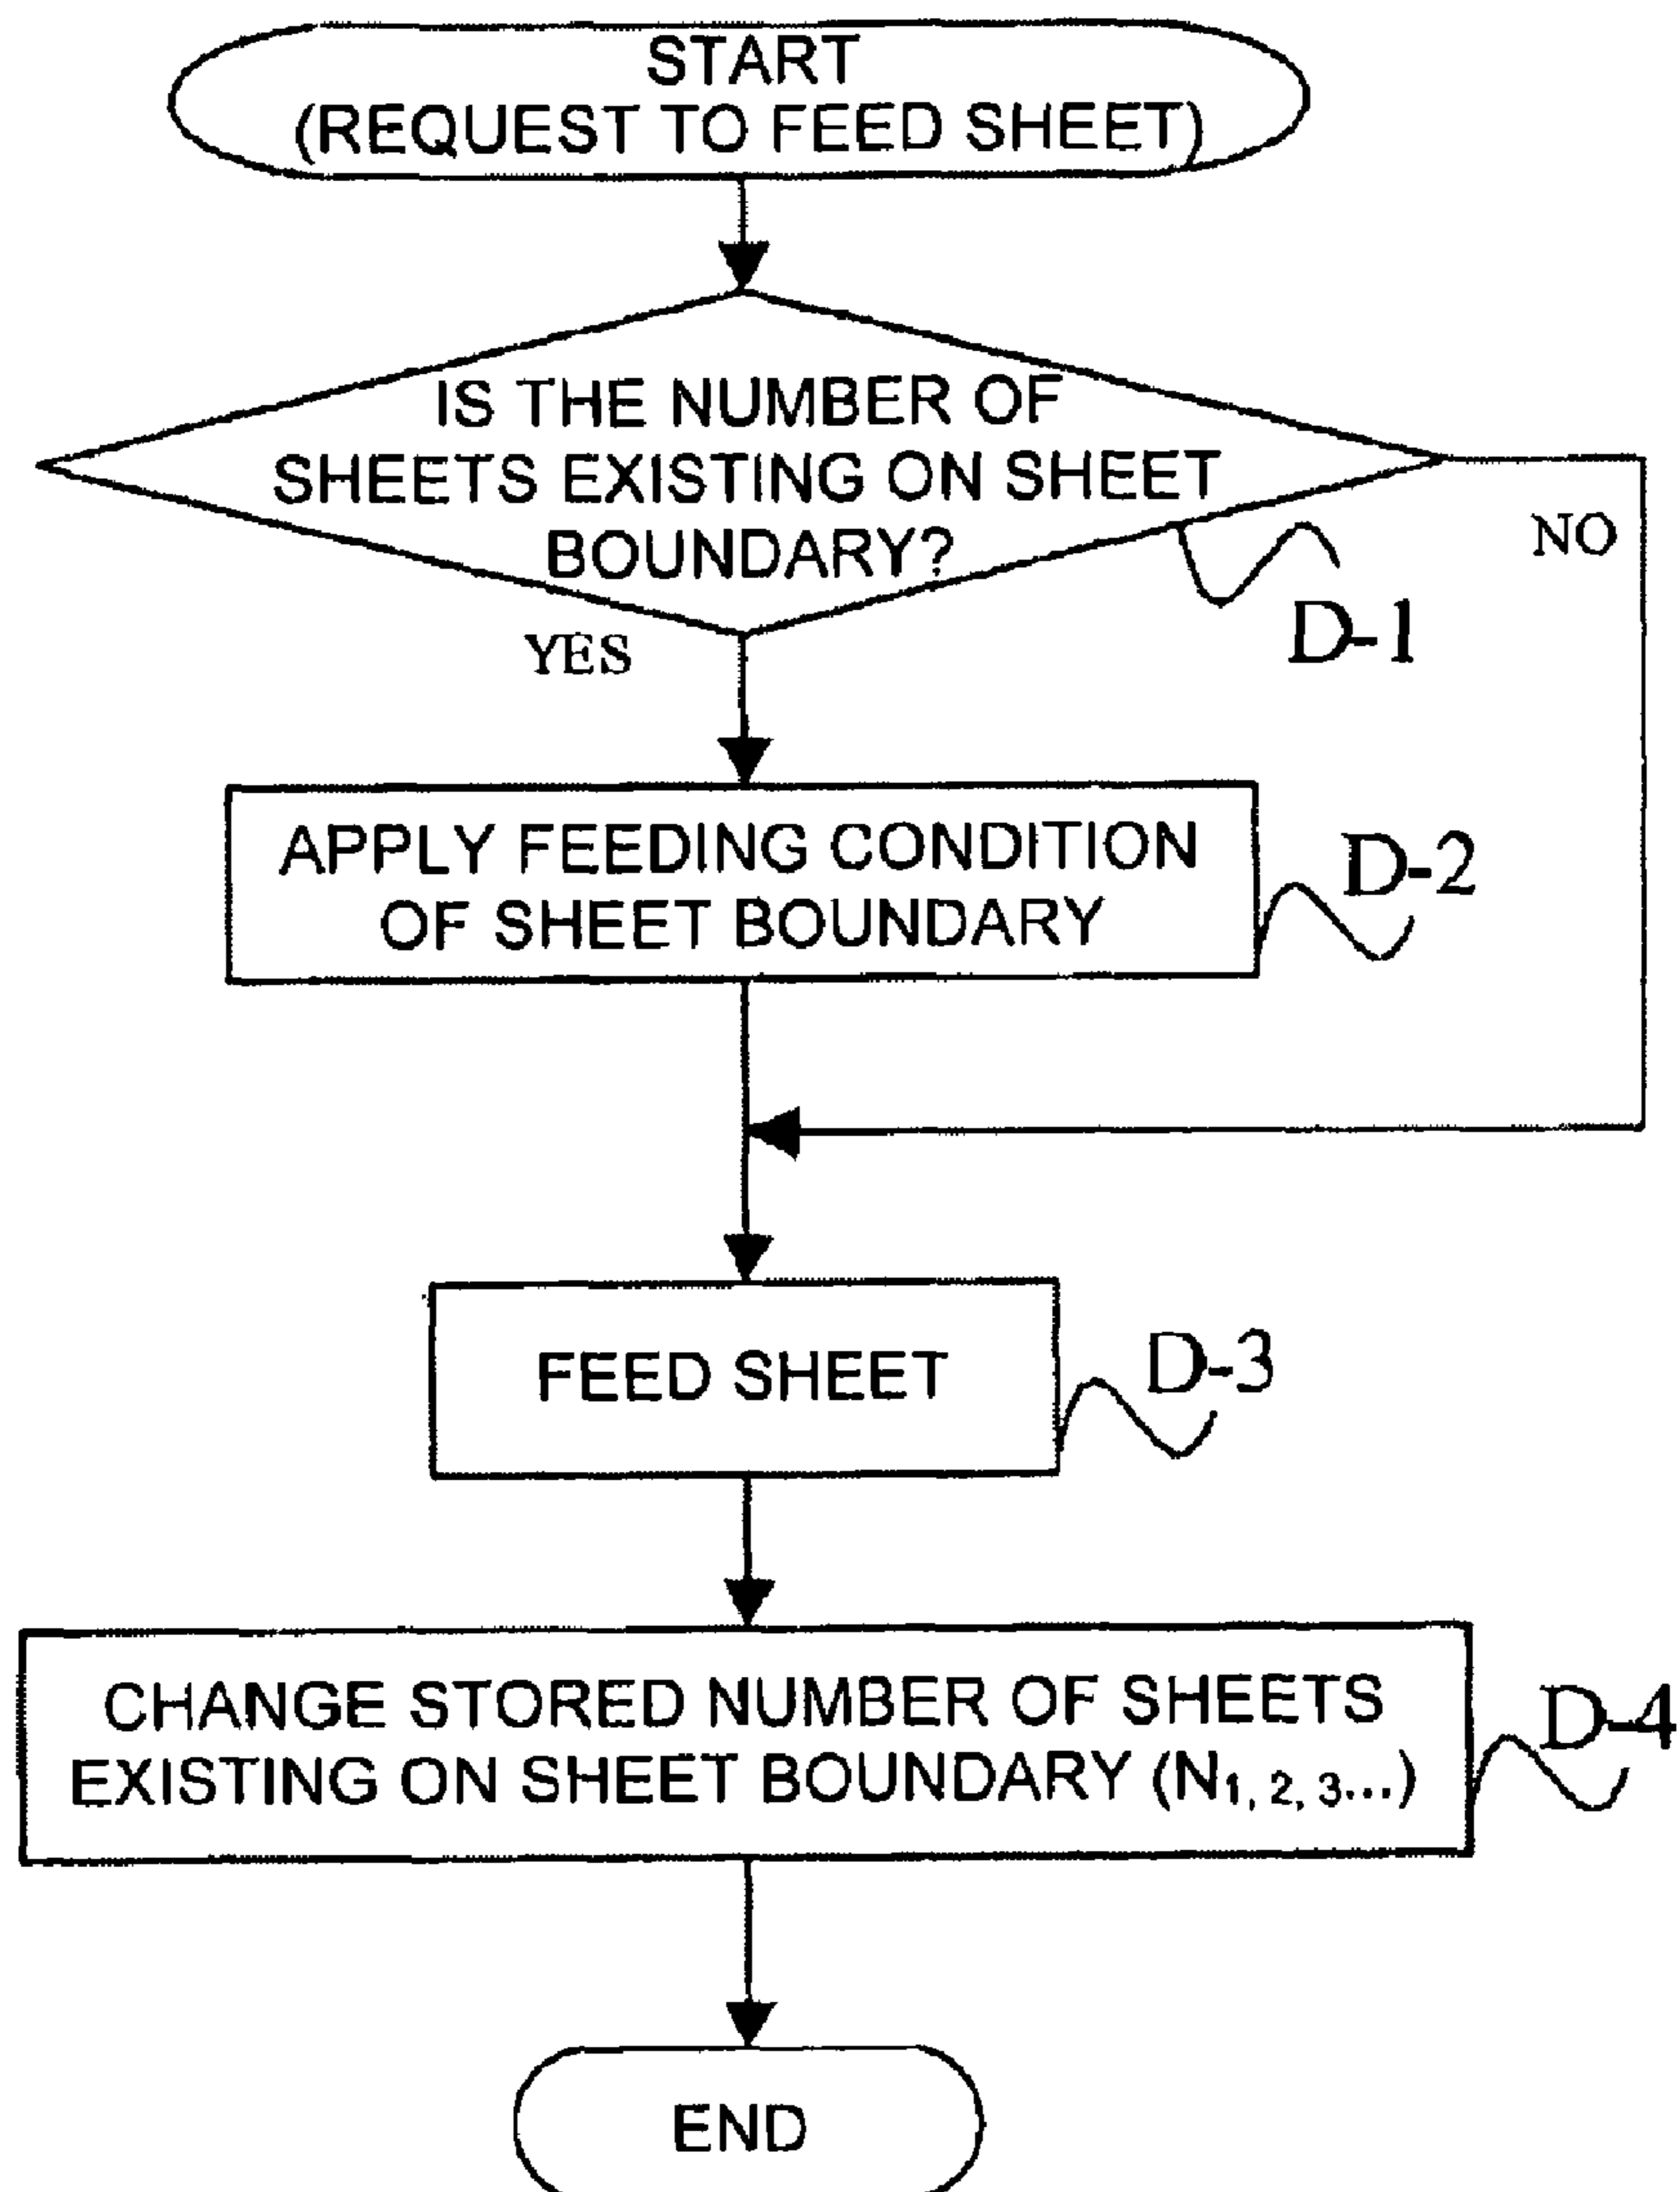 START
(REQUEST TO FEED SHEET)
IS THE NUMBER OF
SHEETS EXISTING ON SHEET
BOUNDARY?
NO
D-1
YES
APPLY FEEDING CONDITION
OF SHEET BOUNDARY
D-2
FEED SHEET
D-3
CHANGE STORED NUMBER OF SHEETS
EXISTING ON SHEET BOUNDARY (N1, 2, 3...)
D-4
END